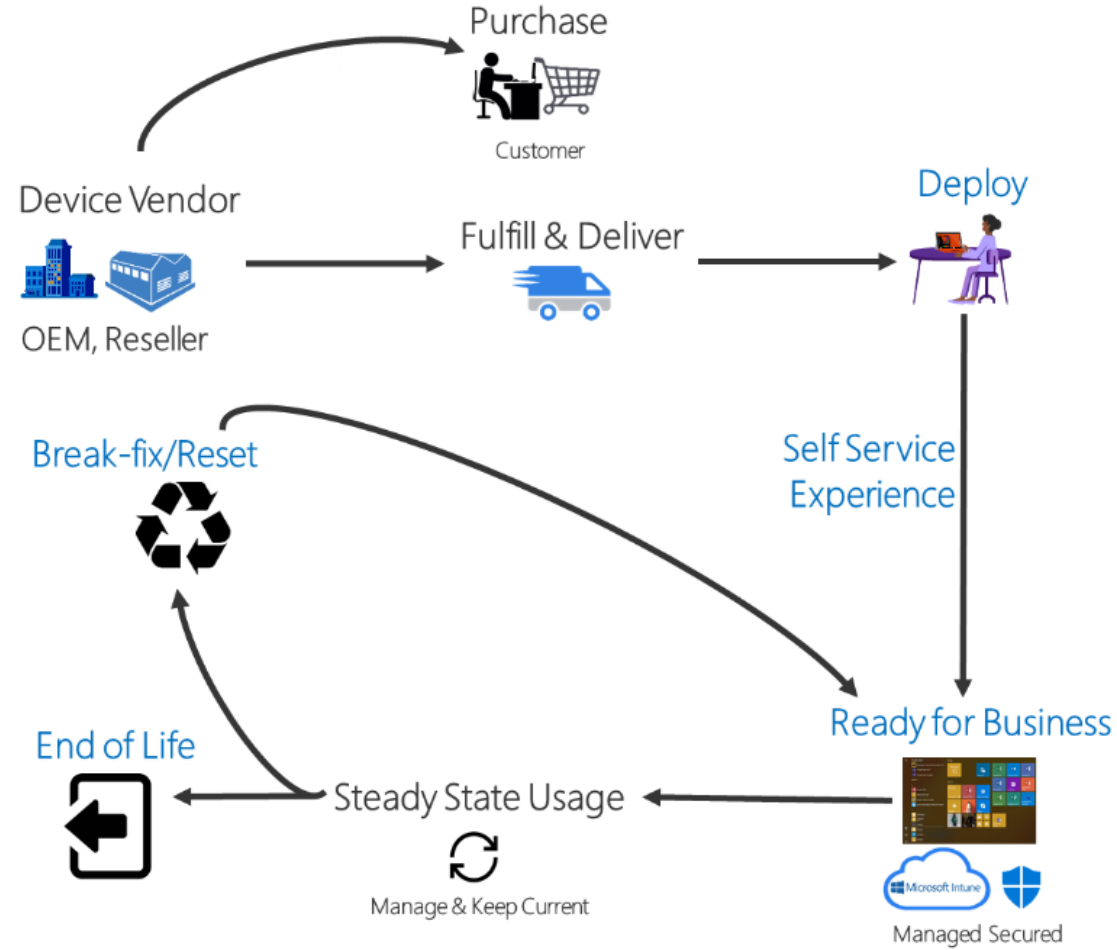 Purchase
Customer
Device Vendor
OEM, Reseller
Fulfill & Deliver
Deploy
Self Service
Experience
Break-fix/Reset
Ready for Business
Microsoft Intune
Managed Secured
Steady State Usage
Manage & Keep Current
End of Life